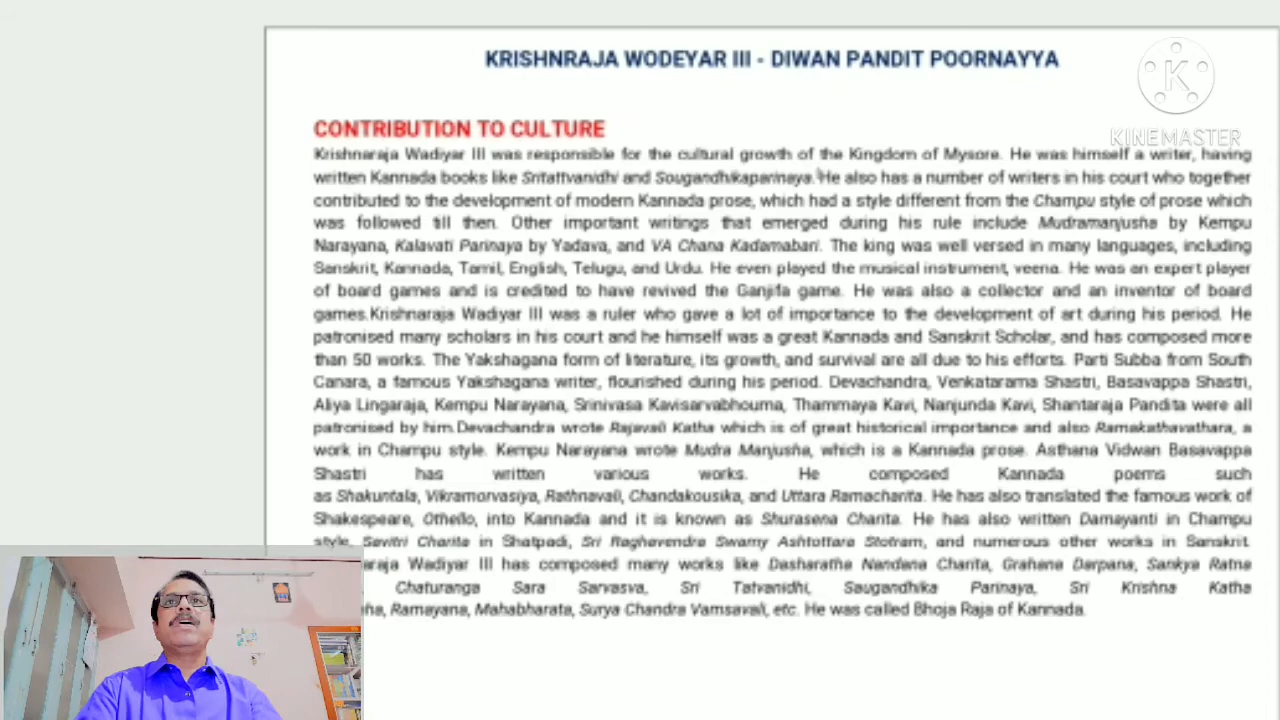 KRISHNRAJA WODEYAR III - DIWAN PANDIT POORNAYYA
KINEMASTER
CONTRIBUTION TO CULTURE
Krishnaraja Wadiyar III was responsible for the cultural growth of the Kingdom of Mysore. He was himself a writer, having
written Kannada books like Sritattvanidhi and Sougandhikaparinaya. He also has a number of writers in his court who together
contributed to the development of modern Kannada prose, which had a style different from the Champu style of prose which
was followed till then. Other important writings that emerged during his rule include Mudramanjusha by Kempu
Narayana, Kalavati Parinaya by Yadava, and VA Chana Kadamabari. The king was well versed in many languages, including
Sanskrit, Kannada, Tamil, English, Telugu, and Urdu. He even played the musical instrument, veena. He was an expert player
of board games and is credited to have revived the Ganjifa game. He was also a collector and an inventor of board
games.Krishnaraja Wadiyar III was a ruler who gave a lot of importance to the development of art during his period. He
patronised many scholars in his court and he himself was a great Kannada and Sanskrit Scholar, and has composed more
than 50 works. The Yakshagana form of literature, its growth, and survival are all due to his efforts. Parti Subba from South
Canara, a famous Yakshagana writer, flourished during his period. Devachandra, Venkatarama Shastri, Basavappa Shastri,
Aliya Lingaraja, Kempu Narayana, Srinivasa Kavisarvabhouma, Thammaya Kavi, Nanjunda Kavi, Shantaraja Pandita were all
patronised by him.Devachandra wrote Rajavali Katha which is of great historical importance and also Ramakathavathara, a
work in Champu style. Kempu Narayana wrote Mudra Manjusha, which is a Kannada prose. Asthana Vidwan Basavappa
Shastri has written various works. He composed Kannada poems such
as Shakuntala, Vikramorvasiya, Rathnavali, Chandakousika, and Uttara Ramacharita. He has also translated the famous work of
Shakespeare, Othello, into Kannada and it is known as Shurasena Charita. He has also written Damayanti in Champu
style, Savitri Charita in Shatpadi, Sri Raghavendra Swamy Ashtottara Stotram, and numerous other works in Sanskrit.
araja Wadiyar III has composed many works like Dasharatha Nandana Charita, Grahana Darpana, Sankya Ratna
Chaturanga Sara Sarvasva, Sri Tatvanidhi, Saugandhika Parinaya, Sri Krishna Katha
ha, Ramayana, Mahabharata, Surya Chandra Vamsavali, etc. He was called Bhoja Raja of Kannada.